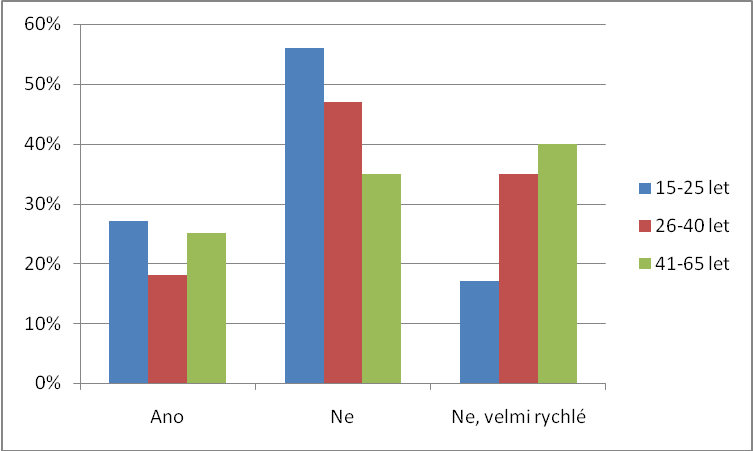 60%
50%
40%
30%
20%
10%
0%
Ano
Ne
Ne, velmi rychlé
15-25 let
26-40 let
41-65 let